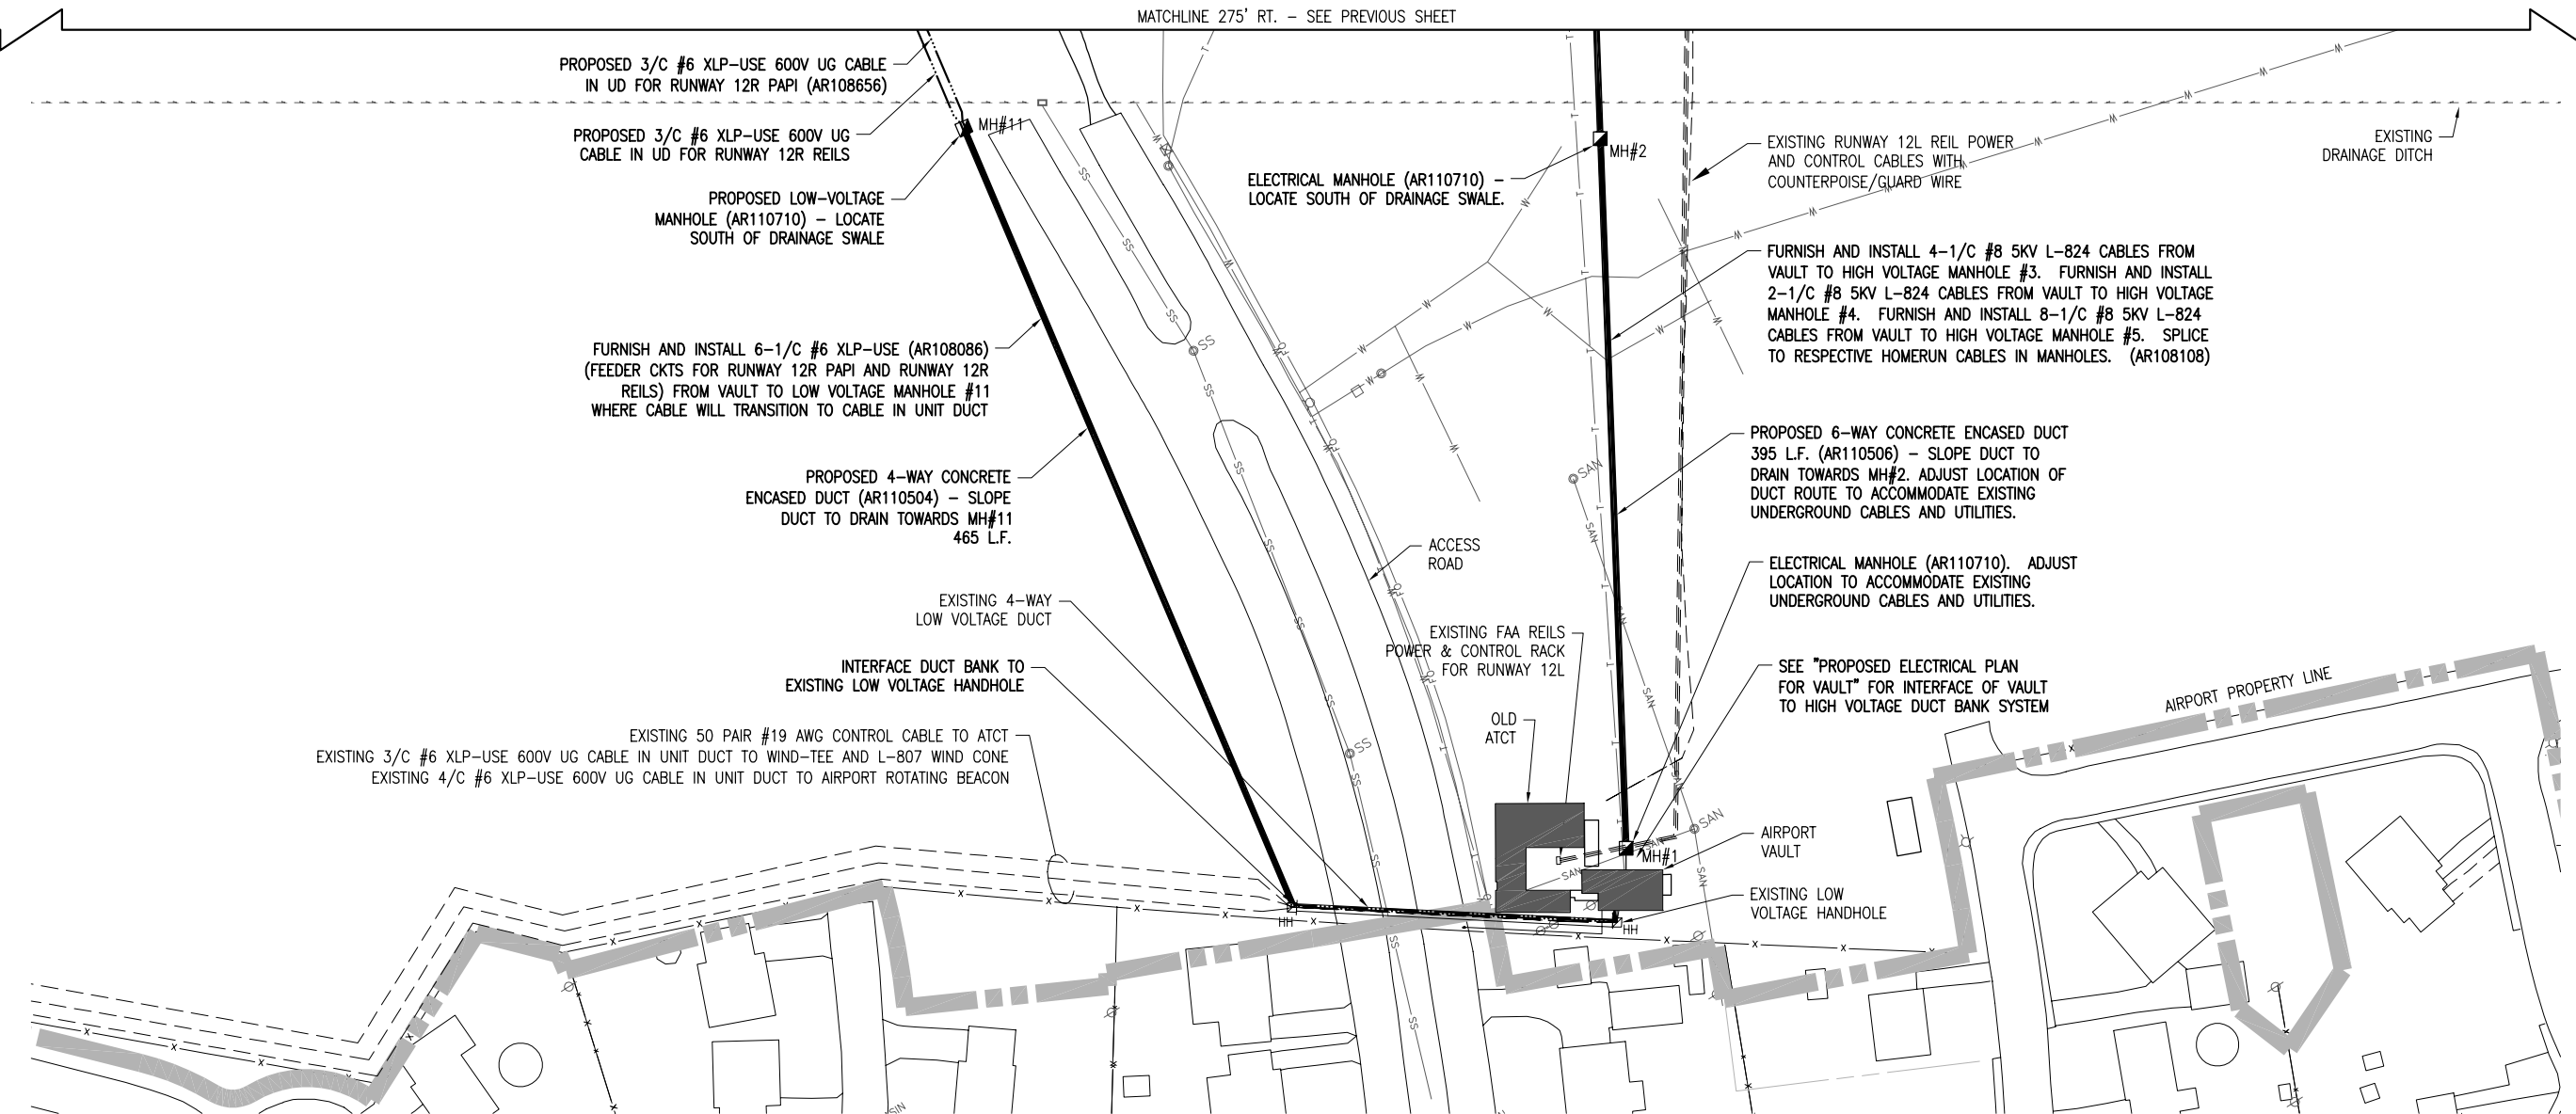 MATCHLINE 275' RT. – SEE PREVIOUS SHEET
PROPOSED 3/C #6 XLP–USE 600V UG CABLE
IN UD FOR RUNWAY 12R PAPI (AR108656)
PROPOSED 3/C #6 XLP–USE 600V UG
CABLE IN UD FOR RUNWAY 12R REILS
MH#11
PROPOSED LOW–VOLTAGE
MANHOLE (AR110710) – LOCATE
SOUTH OF DRAINAGE SWALE
ELECTRICAL MANHOLE (AR110710) –
LOCATE SOUTH OF DRAINAGE SWALE.
MH#2
EXISTING RUNWAY 12L REIL POWER
AND CONTROL CABLES WITH
COUNTERPOISE/GUARD WIRE
EXISTING
DRAINAGE DITCH
FURNISH AND INSTALL 4–1/C #8 5KV L–824 CABLES FROM
VAULT TO HIGH VOLTAGE MANHOLE #3. FURNISH AND INSTALL
2–1/C #8 5KV L–824 CABLES FROM VAULT TO HIGH VOLTAGE
MANHOLE #4. FURNISH AND INSTALL 8–1/C #8 5KV L–824
CABLES FROM VAULT TO HIGH VOLTAGE MANHOLE #5. SPLICE
TO RESPECTIVE HOMERUN CABLES IN MANHOLES. (AR108108)
FURNISH AND INSTALL 6–1/C #6 XLP–USE (AR108086)
(FEEDER CKTS FOR RUNWAY 12R PAPI AND RUNWAY 12R
REILS) FROM VAULT TO LOW VOLTAGE MANHOLE #11
WHERE CABLE WILL TRANSITION TO CABLE IN UNIT DUCT
PROPOSED 4–WAY CONCRETE
ENCASED DUCT (AR110504) – SLOPE
DUCT TO DRAIN TOWARDS MH#11
465 L.F.
PROPOSED 6–WAY CONCRETE ENCASED DUCT
395 L.F. (AR110506) – SLOPE DUCT TO
DRAIN TOWARDS MH#2. ADJUST LOCATION OF
DUCT ROUTE TO ACCOMMODATE EXISTING
UNDERGROUND CABLES AND UTILITIES.
ACCESS
ROAD
ELECTRICAL MANHOLE (AR110710). ADJUST
LOCATION TO ACCOMMODATE EXISTING
UNDERGROUND CABLES AND UTILITIES.
EXISTING 4–WAY
LOW VOLTAGE DUCT
EXISTING FAA REILS
POWER & CONTROL RACK
FOR RUNWAY 12L
INTERFACE DUCT BANK TO
EXISTING LOW VOLTAGE HANDHOLE
SEE "PROPOSED ELECTRICAL PLAN
FOR VAULT" FOR INTERFACE OF VAULT
TO HIGH VOLTAGE DUCT BANK SYSTEM
AIRPORT PROPERTY LINE
OLD
ATCT
EXISTING 50 PAIR #19 AWG CONTROL CABLE TO ATCT
EXISTING 3/C #6 XLP–USE 600V UG CABLE IN UNIT DUCT TO WIND–TEE AND L–807 WIND CONE
EXISTING 4/C #6 XLP–USE 600V UG CABLE IN UNIT DUCT TO AIRPORT ROTATING BEACON
SS
SS
SAN
SAN
MH#1
AIRPORT
VAULT
EXISTING LOW
VOLTAGE HANDHOLE
HH
HH